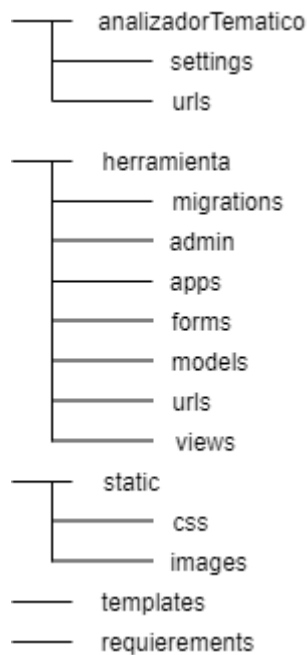 analizadorTematico
settings
urls
herramienta
migrations
admin
apps
forms
models
urls
views
static
css
images
templates
requierements